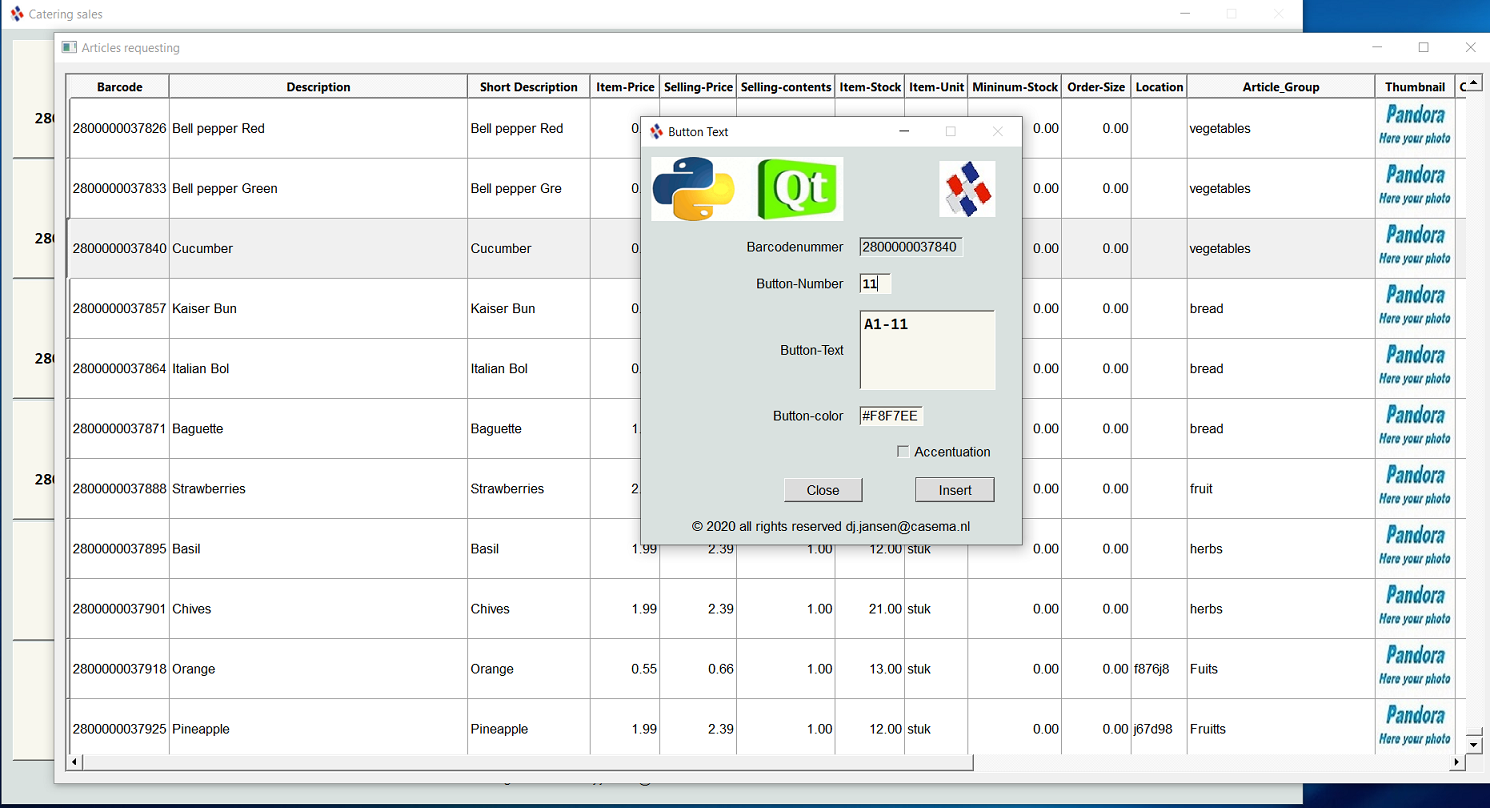 Catering sales
Articles requesting
Barcode Description Short Description Item-Price Selling-Price Selling-contents Item-Stock Item-Unit Mininum-Stock Order-Size Location Article_Group Thumbnail
280 2800000037826 Bell pepper Red Bell pepper Red 0. 0.00 0.00 vegetables Pandora
Here your photo
2800000037833 Bell pepper Green Bell pepper Gre 0. 0.00 0.00 vegetables Pandora
Here your photo
280 2800000037840 Cucumber Cucumber 0. 0.00 0.00 vegetables Pandora
Here your photo
2800000037857 Kaiser Bun Kaiser Bun 0. 0.00 0.00 bread Pandora
Here your photo
280 2800000037864 Italian Bol Italian Bol 0. 0.00 0.00 bread Pandora
Here your photo
2800000037871 Baguette Baguette 1. 0.00 0.00 bread Pandora
Here your photo
280 2800000037888 Strawberries Strawberries 2. 0.00 0.00 fruit Pandora
Here your photo
2800000037895 Basil Basil 1.99 2.39 1.00 12.00 stuk 0.00 0.00 herbs Pandora
Here your photo
2800000037901 Chives Chives 1.99 2.39 1.00 21.00 stuk 0.00 0.00 herbs Pandora
Here your photo
2800000037918 Orange Orange 0.55 0.66 1.00 13.00 stuk 0.00 0.00 f876j8 Fuits Pandora
Here your photo
2800000037925 Pineapple Pineapple 1.99 2.39 1.00 12.00 stuk 0.00 0.00 j67d98 Fruitts Pandora
Here your photo
Button Text
Qt
Barcodenummer 2800000037840
Button-Number 11
Button-Text A1-11
Button-color #F8F7EE
Accentuation
Close Insert
© 2020 all rights reserved dj.jansen@casema.nl